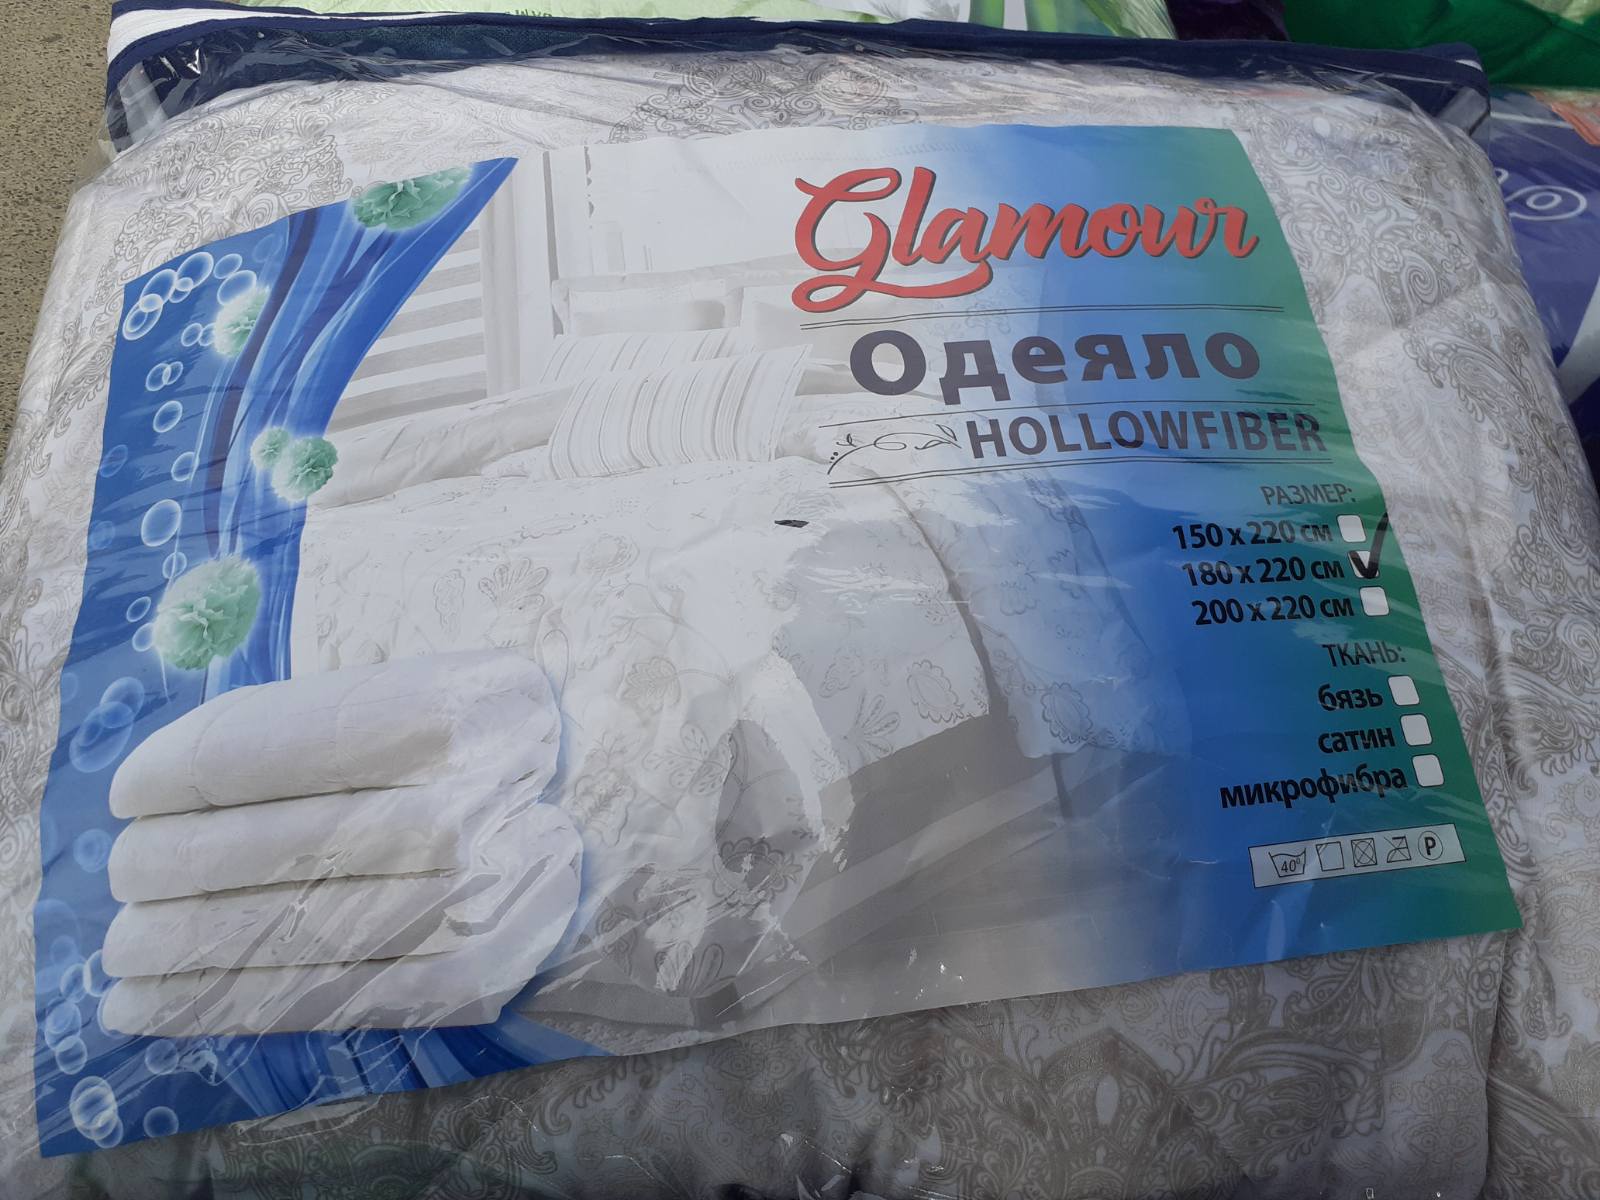 Glamour
Одеяло
HOLLOWFIBER
РАЗМЕР:
150 x 220 см
180 x 220 см
200 x 220 см
ТКАНЬ:
бязь
сатин
микрофибра
40° P